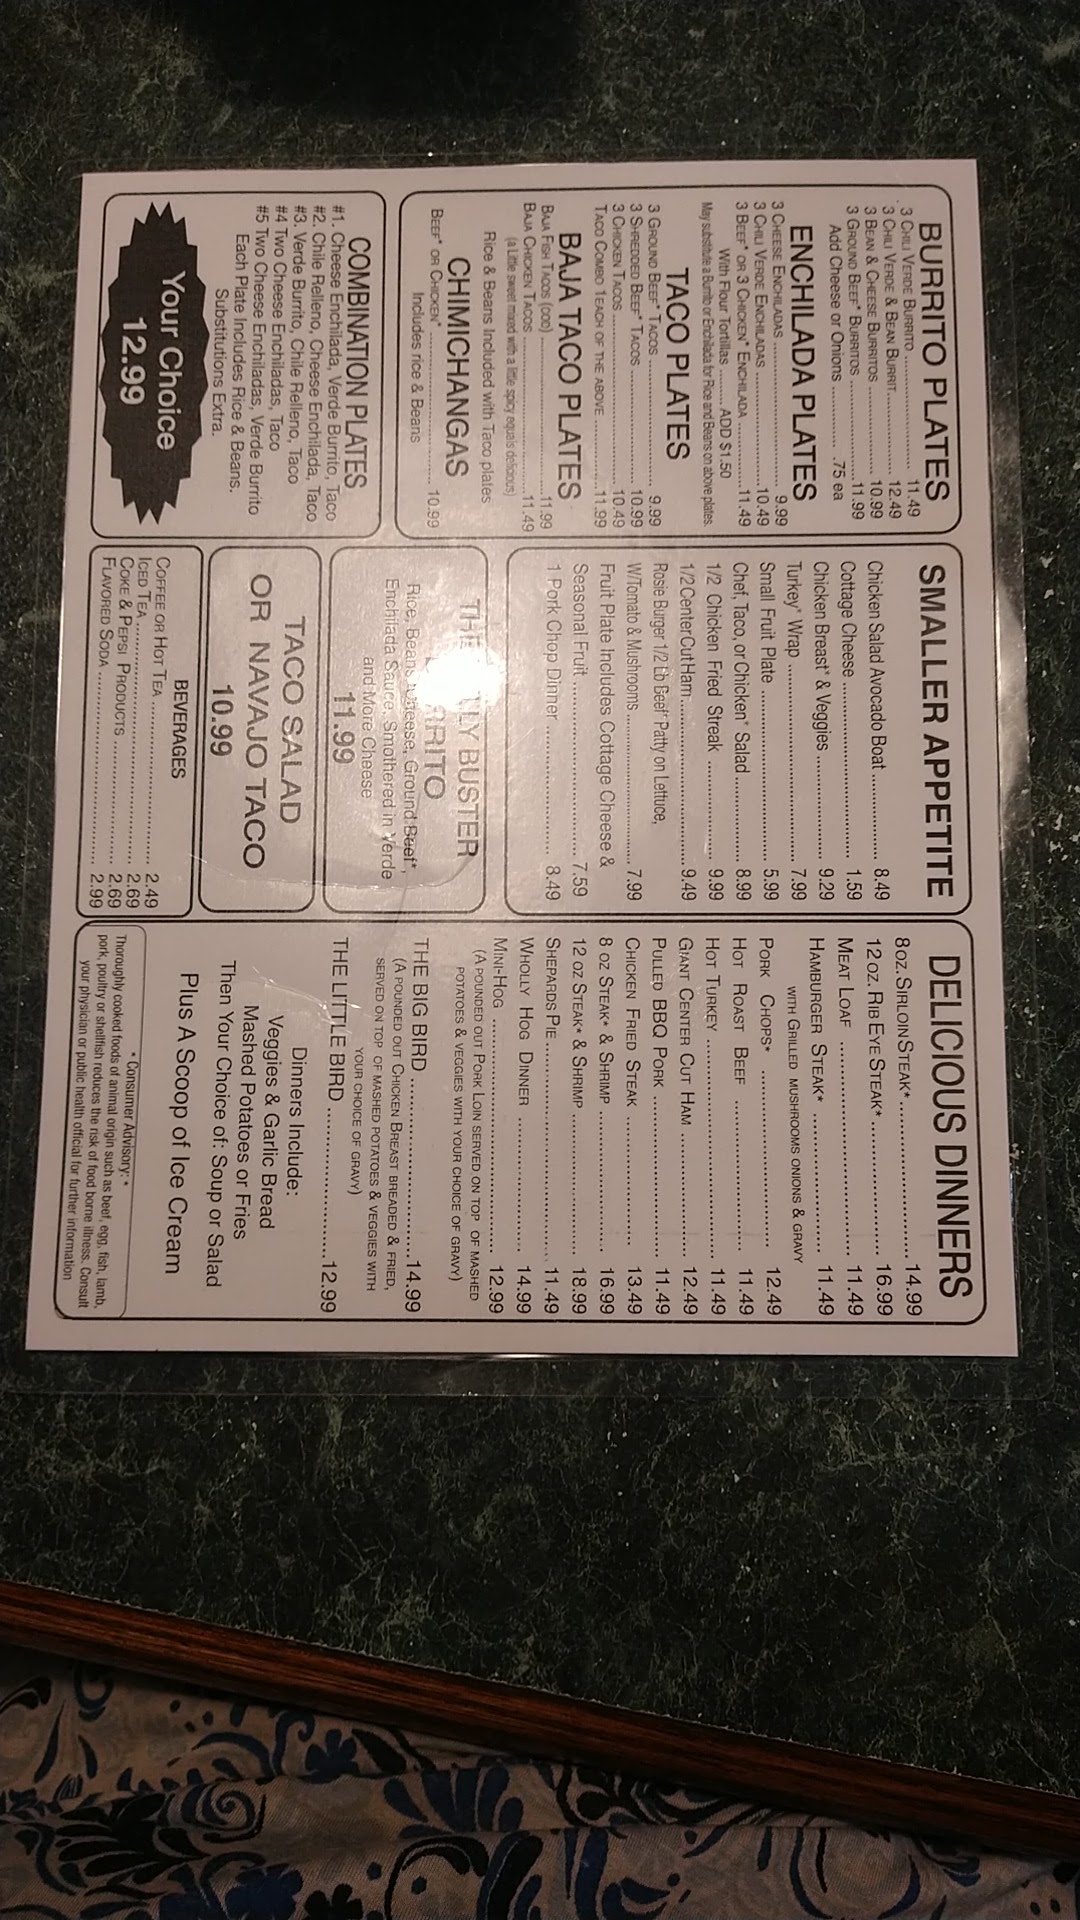 BURRITO PLATES
3 CHILI VERDE BURRITO ........ 11.49
3 CHILI VERDE & BEAN BURRIT ........ 12.49
3 BEAN & CHEESE BURRITOS ........ 10.99
3 GROUND BEEF* BURRITOS ........ 11.99
Add Cheese or Onions ........ .75 ea
ENCHILADA PLATES
3 CHEESE ENCHILADAS ........ 9.99
3 CHILI VERDE ENCHILADAS ........ 10.49
3 BEEF* OR 3 CHICKEN* ENCHILADA ........ 11.49
With Flour Tortillas ........ ADD $1.50
May substitute a Burrito or Enchilada for Rice and Beans on above plates.
TACO PLATES
3 GROUND BEEF* TACOS ........ 9.99
3 SHREDDED BEEF* TACOS ........ 10.99
3 CHICKEN TACOS ........ 10.49
TACO COMBO 1EACH OF THE ABOVE ........ 11.99
BAJA TACO PLATES
BAJA FISH TACOS (OOD) ........ 11.99
BAJA CHICKEN TACOS ........ 11.49
(a Little sweet mixed with a little spicy equals delicious)
Rice & Beans Included with Taco plates
CHIMICHANGAS
BEEF* OR CHICKEN* ........ 10.99
Includes rice & Beans
COMBINATION PLATES
#1. Cheese Enchilada, Verde Burrito, Taco
#2. Chile Relleno, Cheese Enchilada, Taco
#3. Verde Burrito, Chile Relleno, Taco
#4 Two Cheese Enchiladas, Taco
#5 Two Cheese Enchiladas, Verde Burrito
Each Plate Includes Rice & Beans.
Substitutions Extra.
Your Choice
12.99
SMALLER APPETITE
Chicken Salad Avocado Boat ........ 8.49
Cottage Cheese ........ 1.59
Chicken Breast* & Veggies ........ 9.29
Turkey* Wrap ........ 7.99
Small Fruit Plate ........ 5.99
Chef, Taco, or Chicken* Salad ........ 8.99
1/2 Chicken Fried Streak ........ 9.99
1/2 Center Cut Ham ........ 9.49
Rosie Burger 1/2 Lb Beef* Patty on Lettuce,
W/Tomato & Mushrooms ........ 7.99
Fruit Plate Includes Cottage Cheese &
Seasonal Fruit ........ 7.59
1 Pork Chop Dinner ........ 8.49
THE LLY BUSTER
RRITO
Rice, Beans, Cheese, Ground Beef*,
Enchilada Sauce, Smothered in Verde
and More Cheese
11.99
TACO SALAD
OR NAVAJO TACO
10.99
BEVERAGES
COFFEE OR HOT TEA ........ 2.49
ICED TEA ........ 2.69
COKE & PEPSI PRODUCTS ........ 2.69
FLAVORED SODA ........ 2.99
DELICIOUS DINNERS
8 OZ. SIRLOIN STEAK* ........ 14.99
12 OZ. RIB EYE STEAK* ........ 16.99
MEAT LOAF ........ 11.49
HAMBURGER STEAK* ........ 11.49
WITH GRILLED MUSHROOMS ONIONS & GRAVY
PORK CHOPS* ........ 12.49
HOT ROAST BEEF ........ 11.49
HOT TURKEY ........ 11.49
GIANT CENTER CUT HAM ........ 12.49
PULLED BBQ PORK ........ 11.49
CHICKEN FRIED STEAK ........ 13.49
8 OZ STEAK* & SHRIMP ........ 16.99
12 OZ STEAK* & SHRIMP ........ 18.99
SHEPARDS PIE ........ 11.49
WHOLLY HOG DINNER ........ 14.99
MINI-HOG ........ 12.99
(A POUNDED OUT PORK LOIN SERVED ON TOP OF MASHED
POTATOES & VEGGIES WITH YOUR CHOICE OF GRAVY)
THE BIG BIRD ........ 14.99
(A POUNDED OUT CHICKEN BREAST BREADED & FRIED,
SERVED ON TOP OF MASHED POTATOES & VEGGIES WITH
YOUR CHOICE OF GRAVY)
THE LITTLE BIRD ........ 12.99
Dinners Include:
Veggies & Garlic Bread
Mashed Potatoes or Fries
Then Your Choice of: Soup or Salad
Plus A Scoop of Ice Cream
* Consumer Advisory: *
Thoroughly cooked foods of animal origin such as beef, egg, fish, lamb,
pork, poultry or shellfish reduces the risk of food borne illness. Consult
your physician or public health official for further information